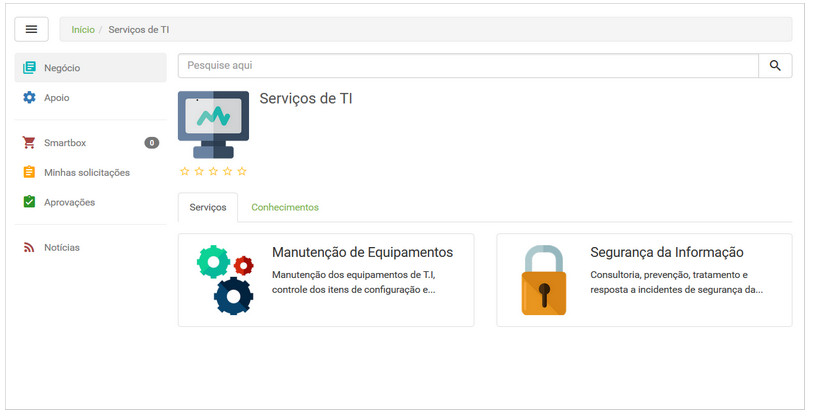 Início / Serviços de TI
Negócio
Apoio
Smartbox 0
Minhas solicitações
Aprovações
Notícias
Pesquise aqui
Serviços de TI
Serviços Conhecimentos
Manutenção de Equipamentos
Manutenção dos equipamentos de T.I,
controle dos itens de configuração e...
Segurança da Informação
Consultoria, prevenção, tratamento e
resposta a incidentes de segurança da...